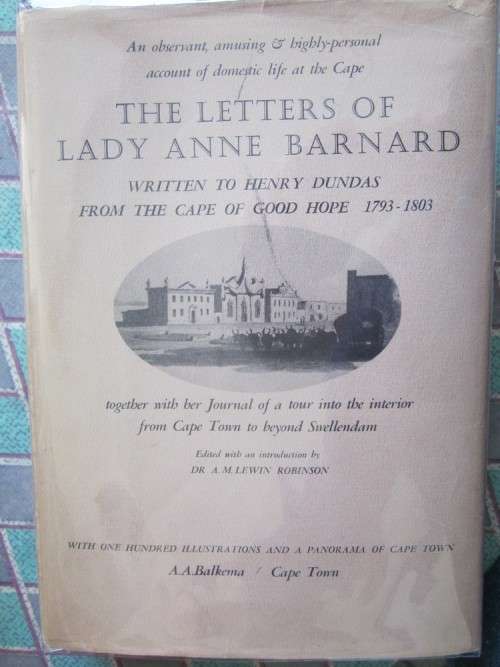 An observant, amusing & highly-personal
account of domestic life at the Cape
THE LETTERS OF
LADY ANNE BARNARD
WRITTEN TO HENRY DUNDAS
FROM THE CAPE OF GOOD HOPE 1793-1803
together with her Journal of a tour into the interior
from Cape Town to beyond Swellendam
Edited with an introduction by
DR A.M. LEWIN ROBINSON
WITH ONE HUNDRED ILLUSTRATIONS AND A PANORAMA OF CAPE TOWN
A.A.Balkema / Cape Town